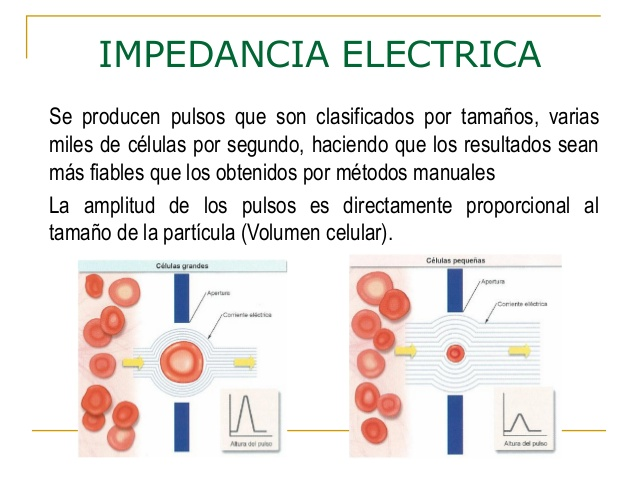 IMPEDANCIA ELECTRICA
Se producen pulsos que son clasificados por tamaños, varias
miles de células por segundo, haciendo que los resultados sean
más fiables que los obtenidos por métodos manuales
La amplitud de los pulsos es directamente proporcional al
tamaño de la partícula (Volumen celular).
Células grandes
Apertura
Corriente eléctrica
Altura del pulso
Células pequeñas
Apertura
Corriente eléctrica
Altura del pulso